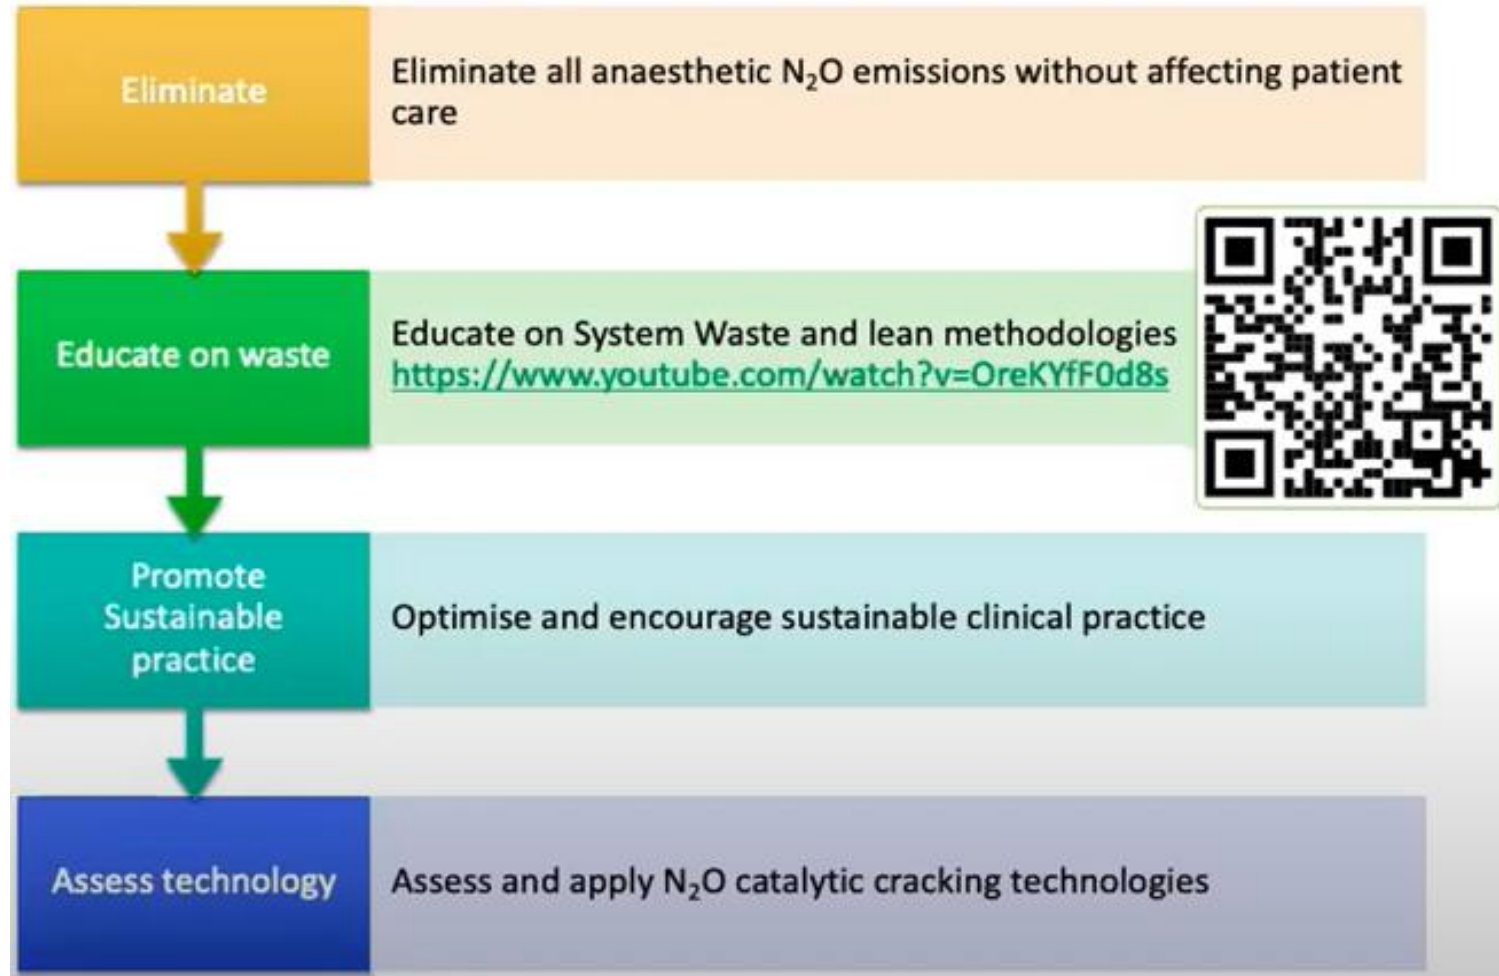 Eliminate
Eliminate all anaesthetic N₂O emissions without affecting patient
care
Educate on waste
Educate on System Waste and lean methodologies
https://www.youtube.com/watch?v=OreKYfF0d8s
Promote
Sustainable
practice
Optimise and encourage sustainable clinical practice
Assess technology
Assess and apply N₂O catalytic cracking technologies